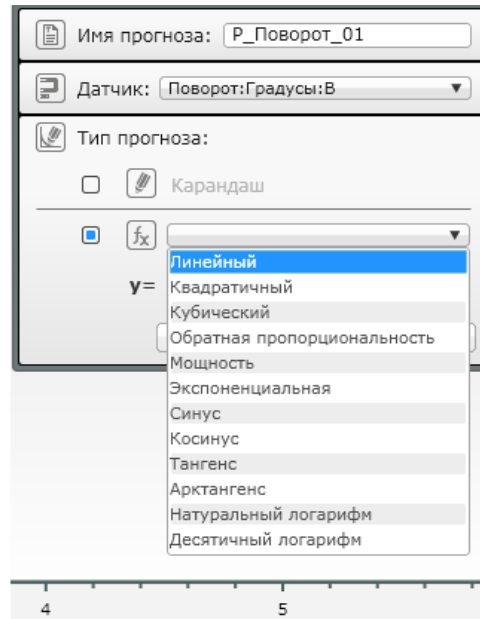 Имя прогноза: Р_Поворот_01
Датчик: Поворот:Градусы:В
Тип прогноза:
Карандаш
fx
Линейный
y= Квадратичный
Кубический
Обратная пропорциональность
Мощность
Экспоненциальная
Синус
Косинус
Тангенс
Арктангенс
Натуральный логарифм
Десятичный логарифм
4 5